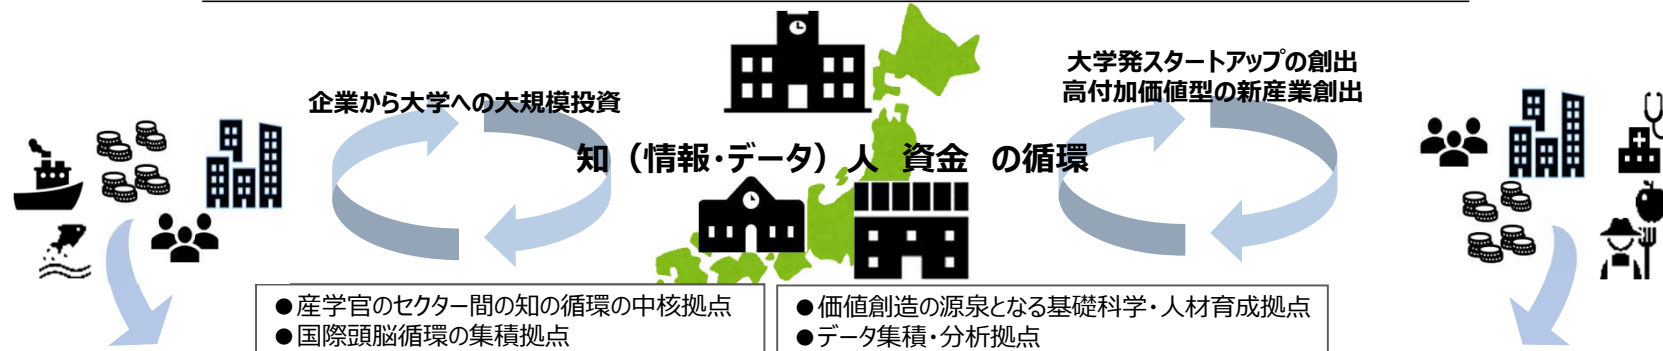 企業から大学への大規模投資
大学発スタートアップの創出
高付加価値型の新産業創出
知（情報・データ）人　資金　の循環
●産学官のセクター間の知の循環の中核拠点
●国際頭脳循環の集積拠点
●価値創造の源泉となる基礎科学・人材育成拠点
●データ集積・分析拠点